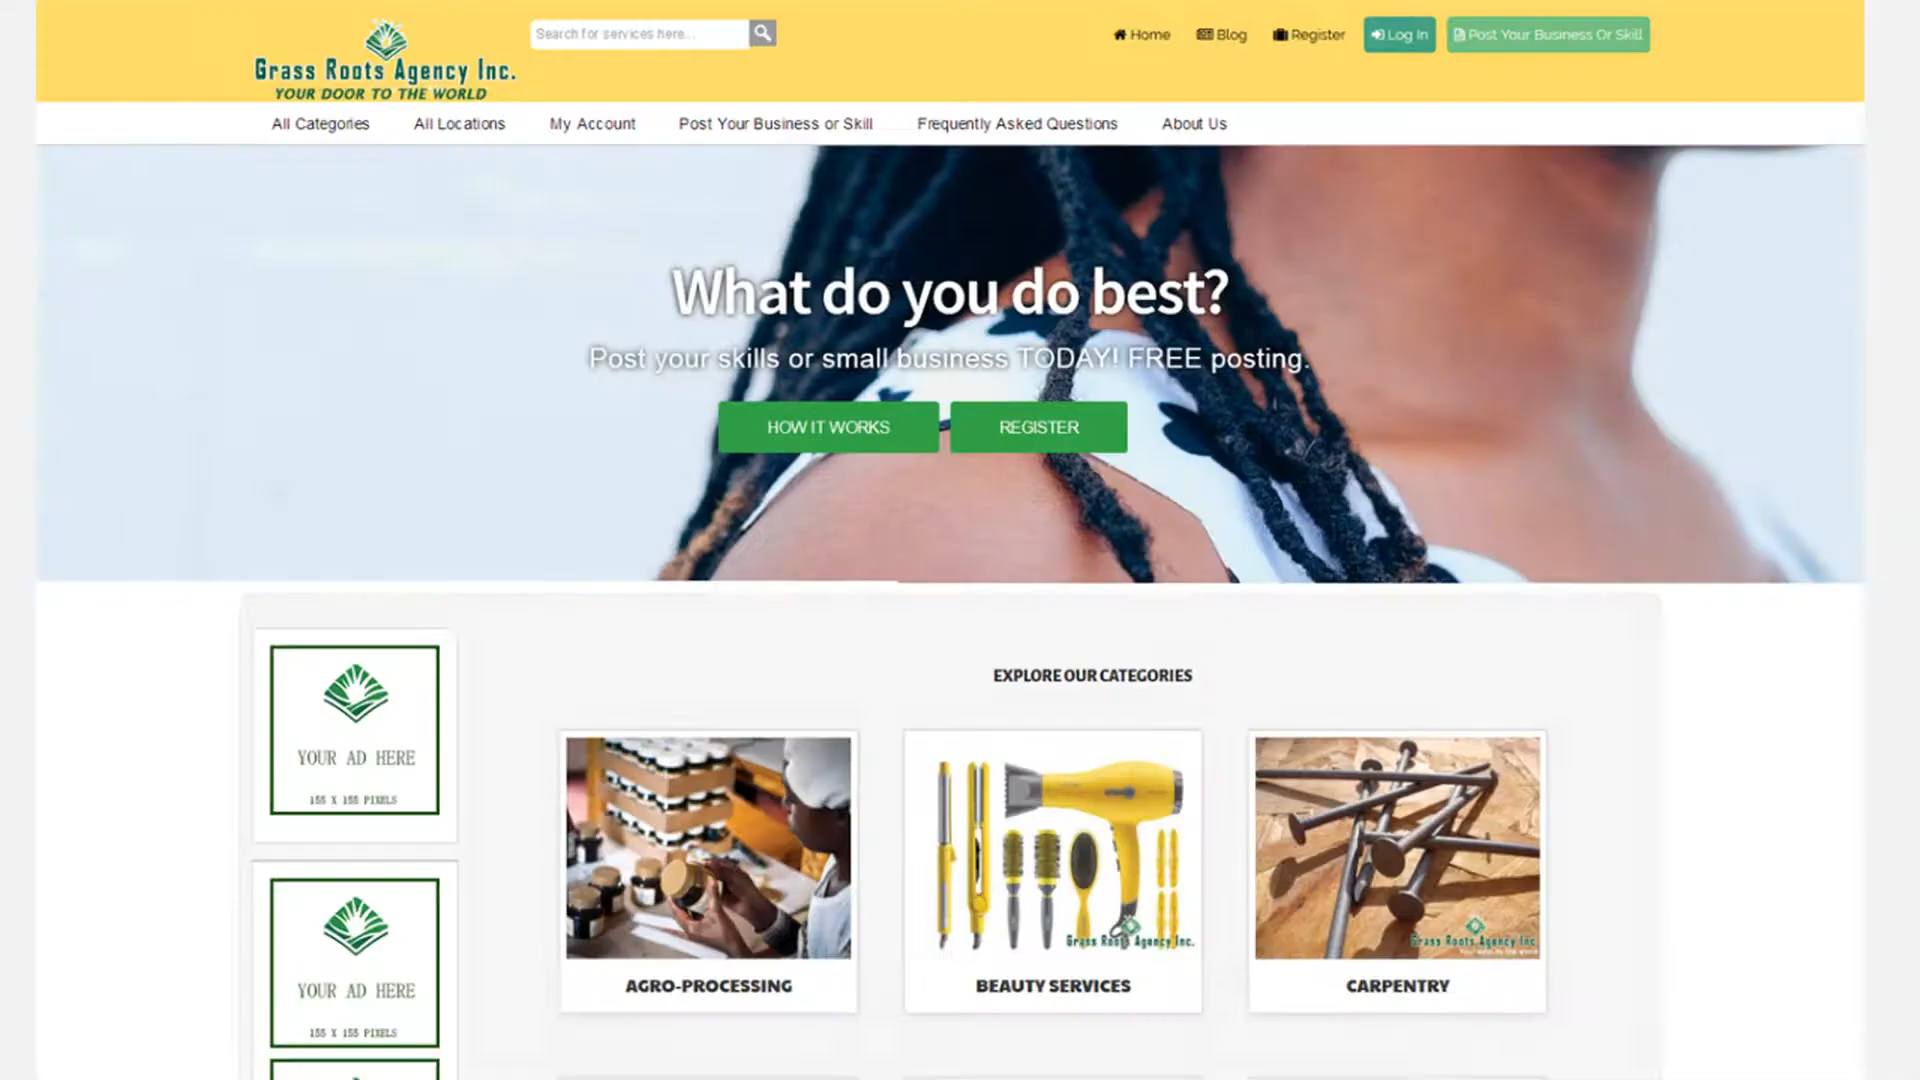 Search for services here...
Home
Blog
Register
Log In
Post Your Business Or Skill
Grass Roots Agency Inc.
YOUR DOOR TO THE WORLD
All Categories
All Locations
My Account
Post Your Business or Skill
Frequently Asked Questions
About Us
What do you do best?
Post your skills or small business TODAY! FREE posting.
HOW IT WORKS
REGISTER
YOUR AD HERE
155 X 155 PIXELS
YOUR AD HERE
155 X 155 PIXELS
EXPLORE OUR CATEGORIES
AGRO-PROCESSING
Grass Roots Agency Inc.
BEAUTY SERVICES
Grass Roots Agency Inc.
CARPENTRY